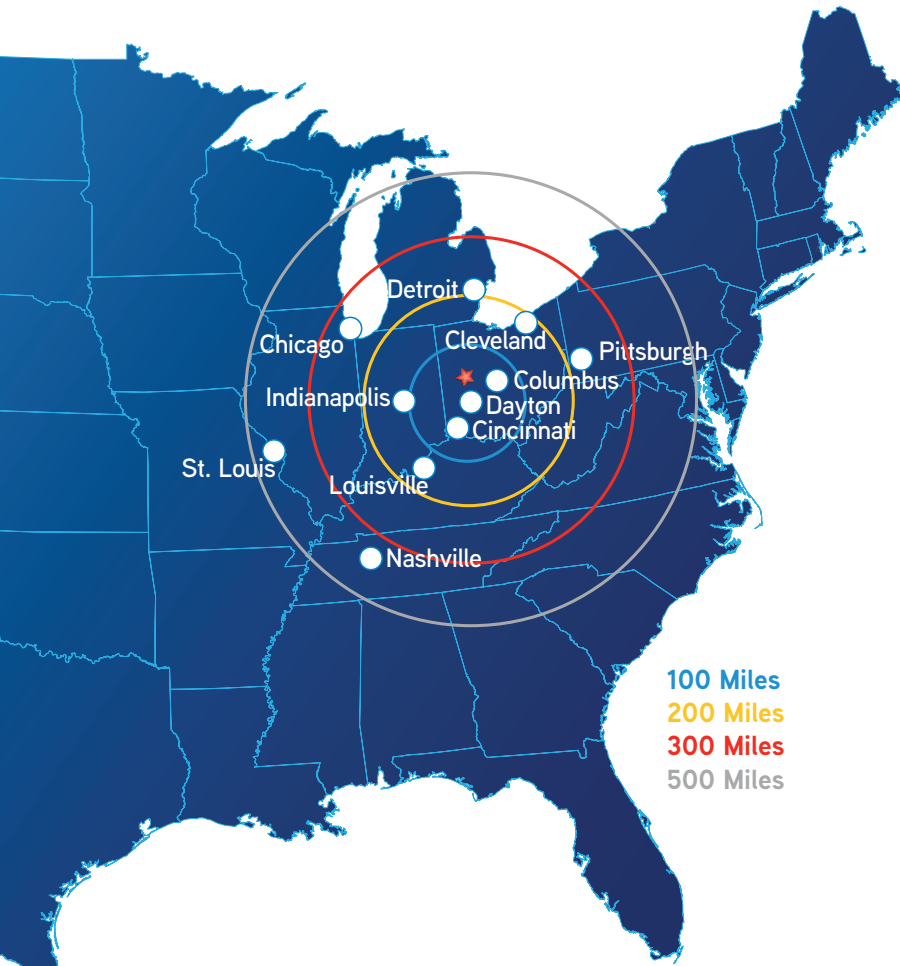 Detroit
Chicago
Cleveland
Pittsburgh
Columbus
Indianapolis
Dayton
Cincinnati
St. Louis
Louisville
Nashville
100 Miles
200 Miles
300 Miles
500 Miles